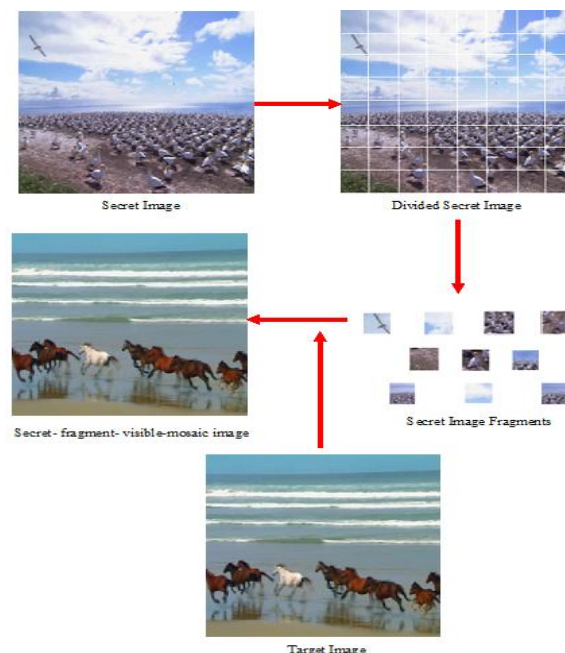 Secret Image
Divided Secret Image
Secret Image Fragments
Secret- fragment- visible-mosaic image
Target Image